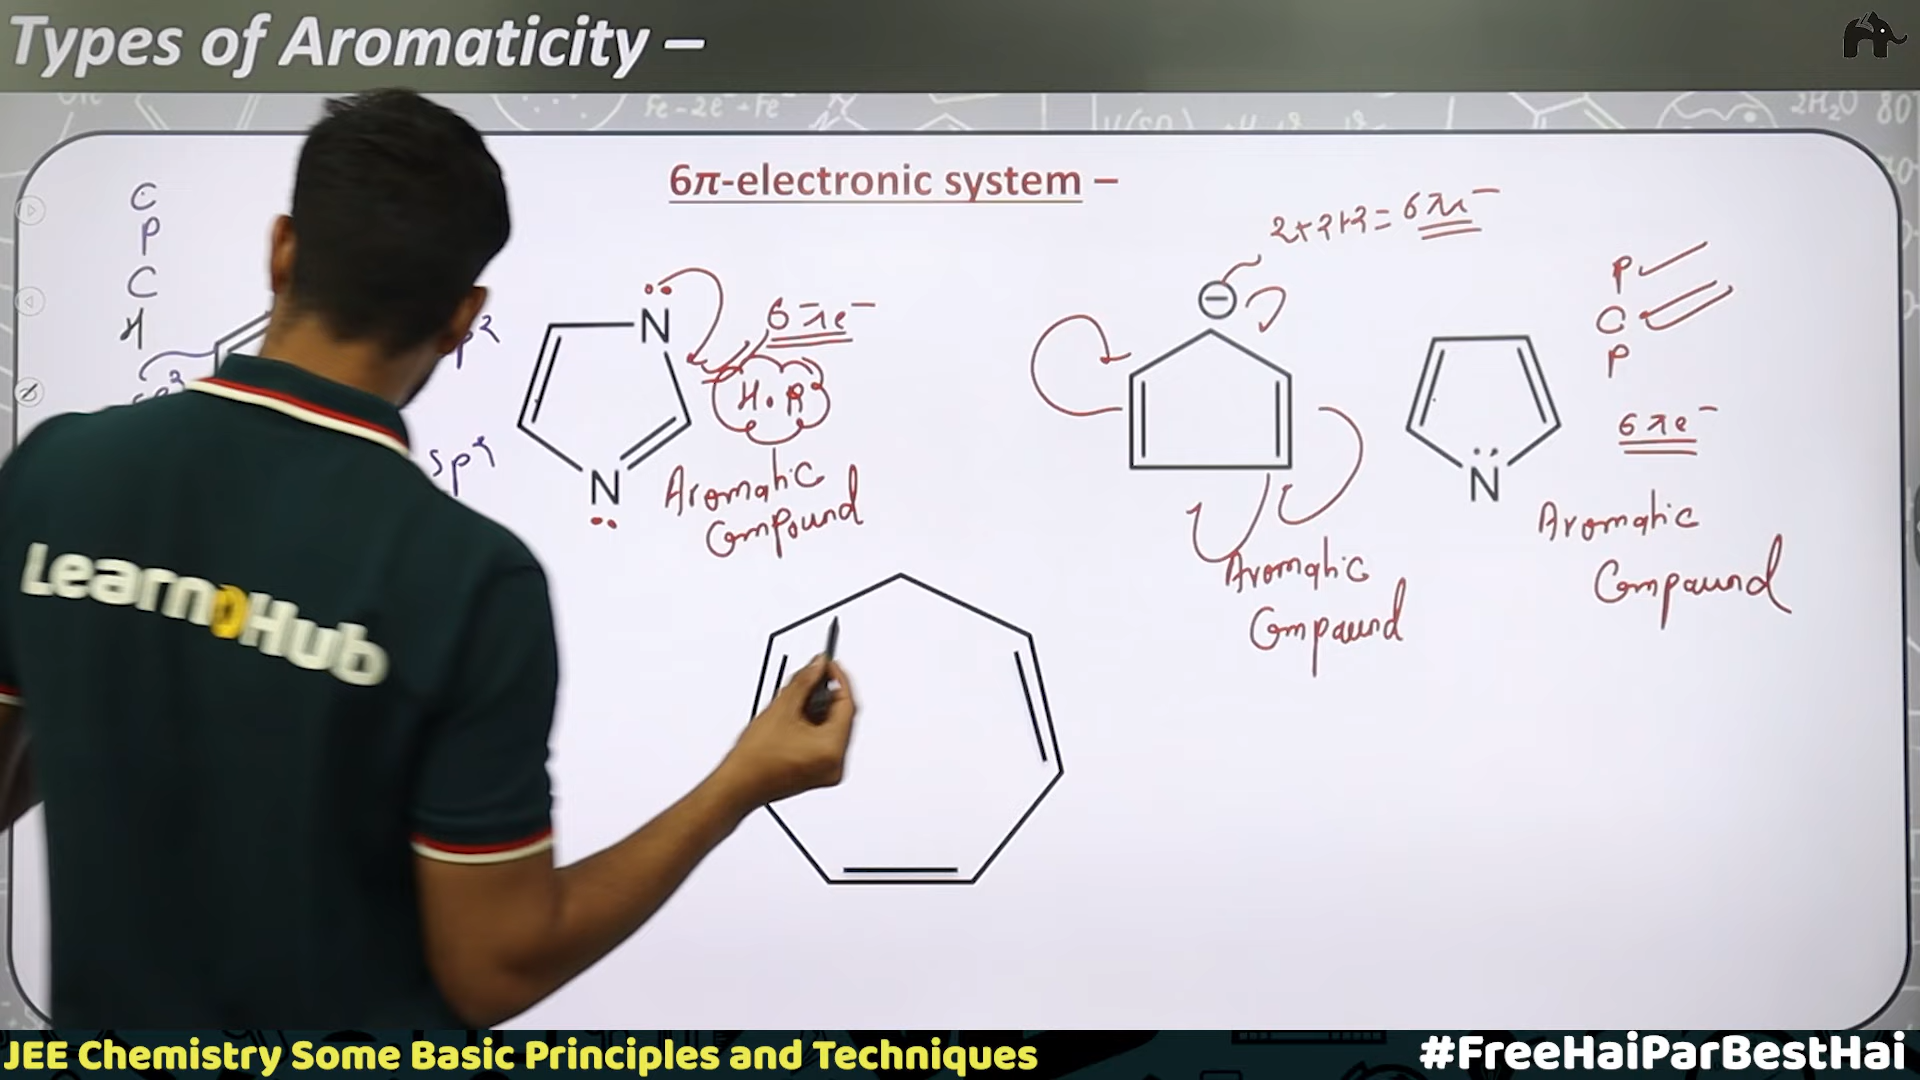 Types of Aromaticity –
6π-electronic system –
C
P
C
H
sp²
N
6πe⁻
H.R
N
Aromatic
Compound
⊖
2+2+2=6πe⁻
Aromatic
Compound
P
C
P
6πe⁻
N
Aromatic
Compound
LearnoHub
JEE Chemistry Some Basic Principles and Techniques
#FreeHaiParBestHai